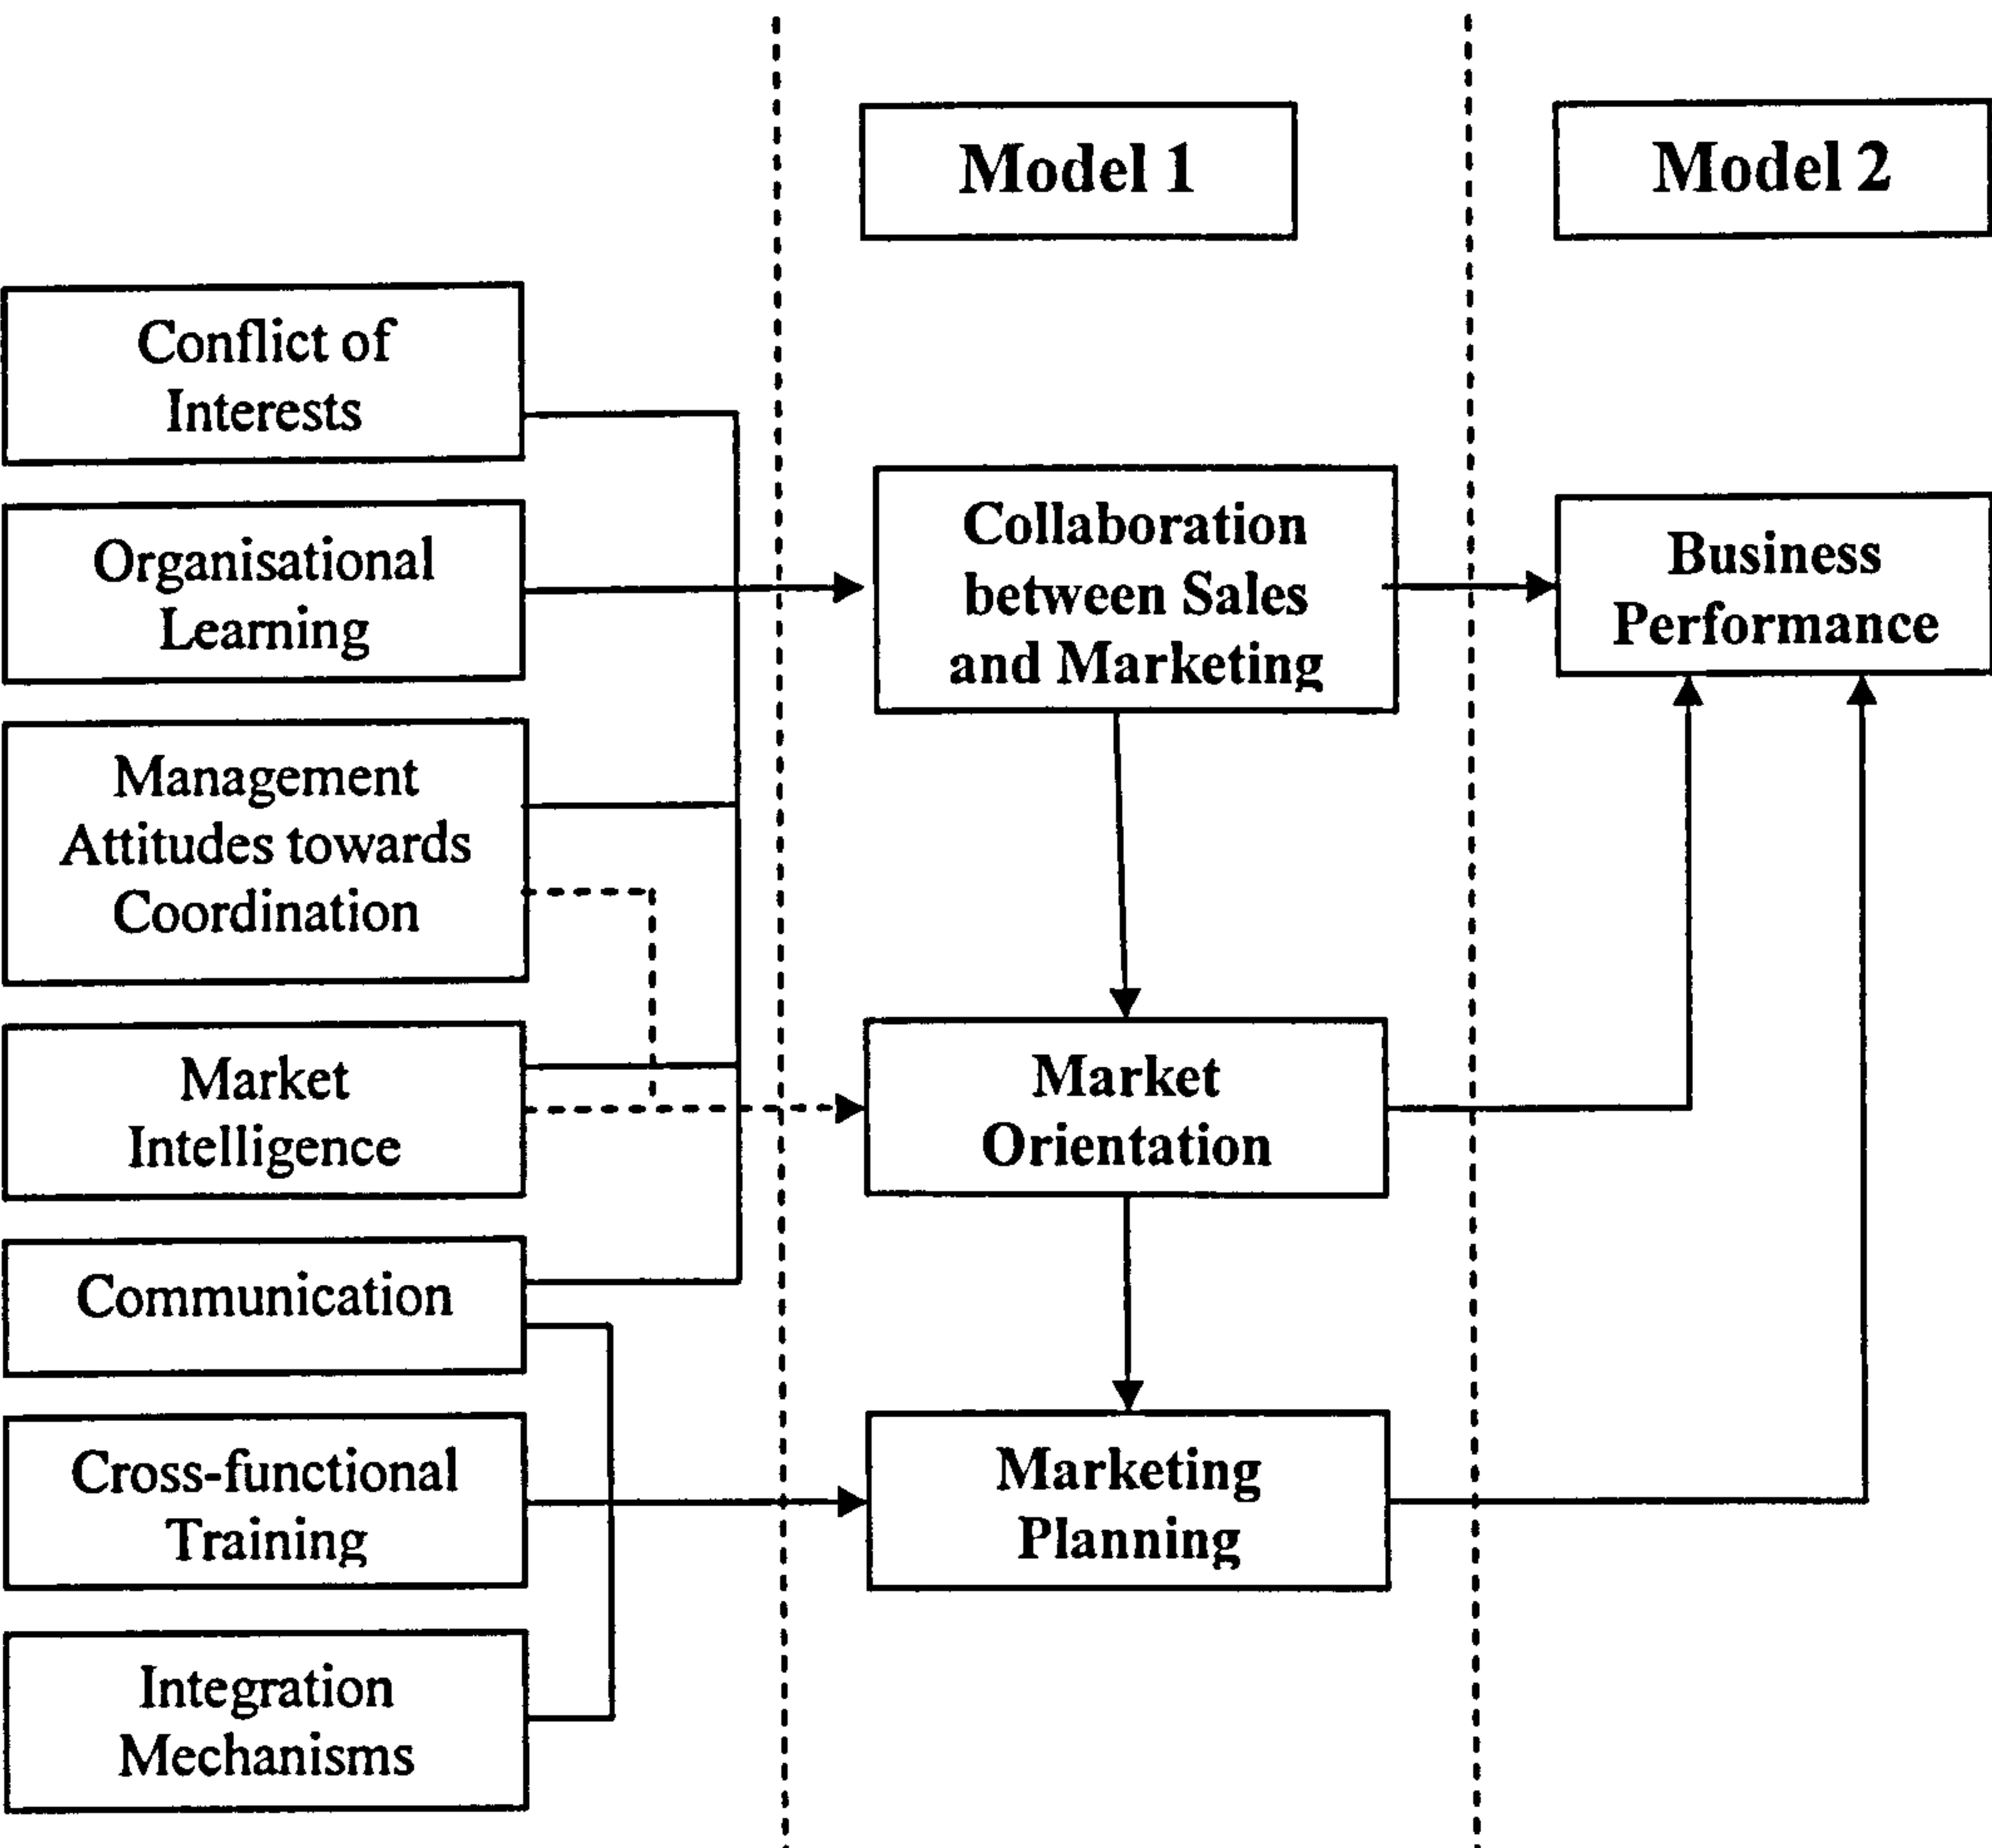 Model 1
Model 2
Conflict of
Interests
Organisational
Learning
Management
Attitudes towards
Coordination
Market
Intelligence
Communication
Cross-functional
Training
Integration
Mechanisms
Collaboration
between Sales
and Marketing
Market
Orientation
Marketing
Planning
Business
Performance